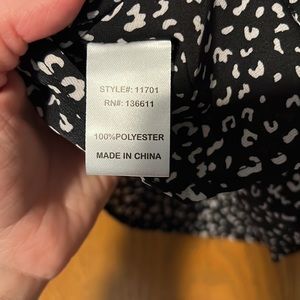 STYLE#: 11701
RN#: 136611
100%POLYESTER
MADE IN CHINA